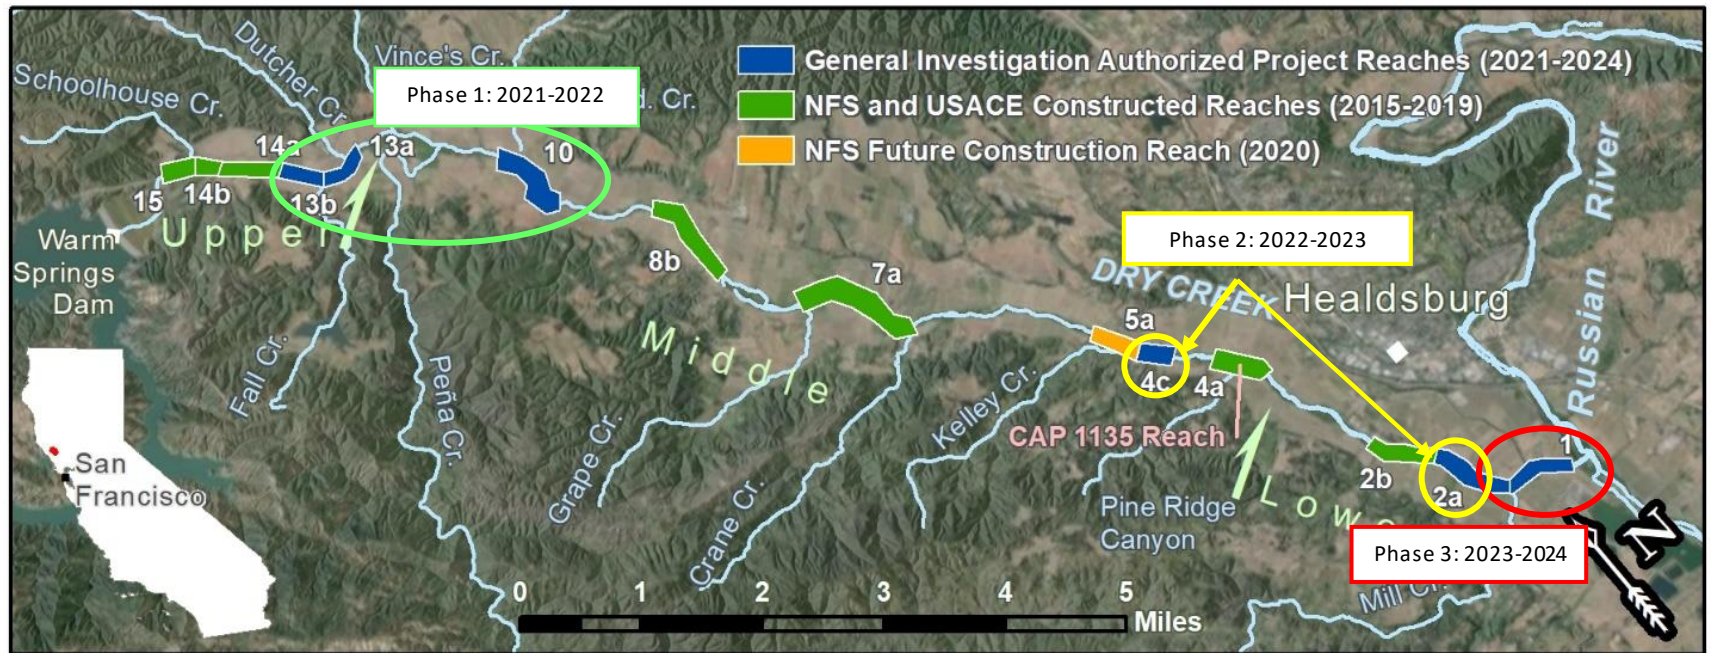 Dutcher Cr.
Vince's Cr.
Schoolhouse Cr.
Phase 1: 2021-2022
d. Cr.
General Investigation Authorized Project Reaches (2021-2024)
NFS and USACE Constructed Reaches (2015-2019)
NFS Future Construction Reach (2020)
14a
13a
10
15
14b
13b
Upper
Warm
Springs
Dam
8b
7a
Middle
Phase 2: 2022-2023
DRY CREEK
Healdsburg
Russian River
5a
4c
4a
CAP 1135 Reach
Fall Cr.
Peña Cr.
Grape Cr.
Crane Cr.
Kelley Cr.
Pine Ridge
Canyon
2b
2a
1
Lowe
Phase 3: 2023-2024
Mill Cr.
N
San
Francisco
0 1 2 3 4 5
Miles